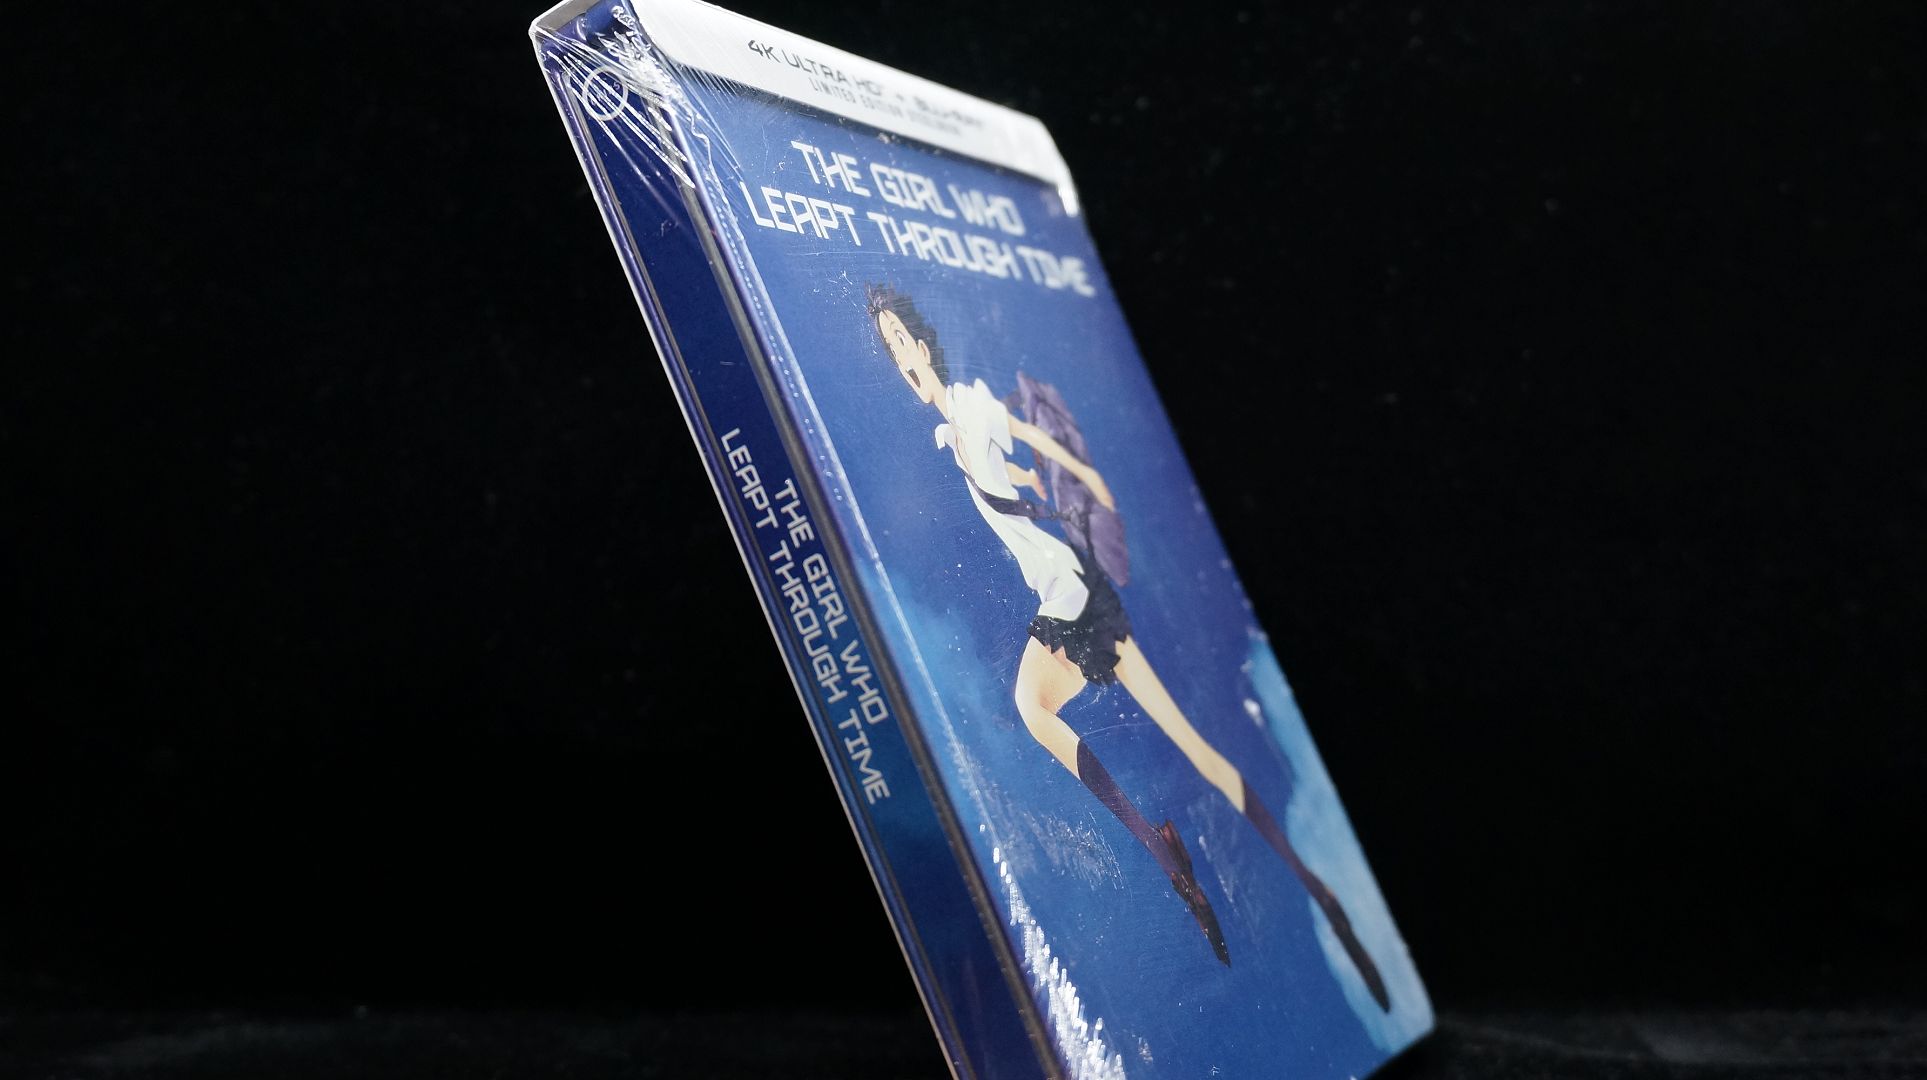 4K ULTRA HD + BLU-RAY
LIMITED EDITION STEELBOOK
THE GIRL WHO
LEAPT THROUGH TIME
THE GIRL WHO
LEAPT THROUGH TIME